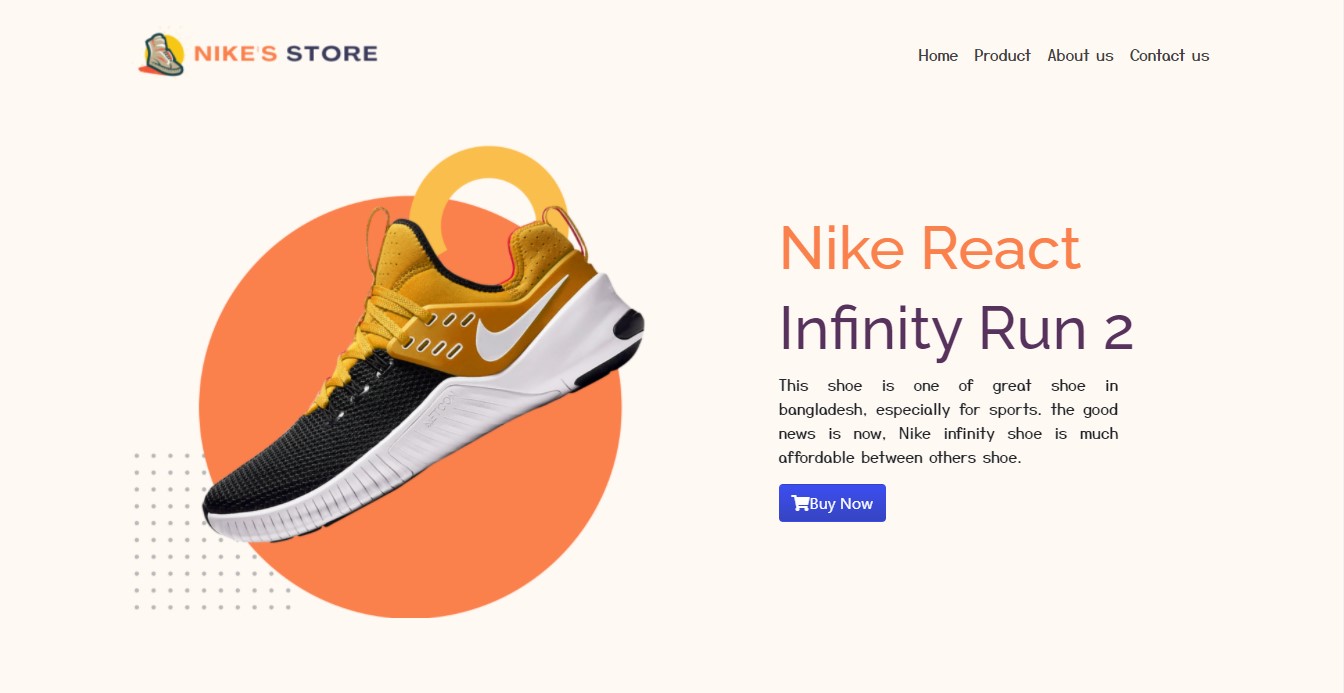 NIKE'S STORE
Home Product About us Contact us
Nike React
Infinity Run 2
This shoe is one of great shoe in
bangladesh, especially for sports. the good
news is now, Nike infinity shoe is much
affordable between others shoe.
Buy Now